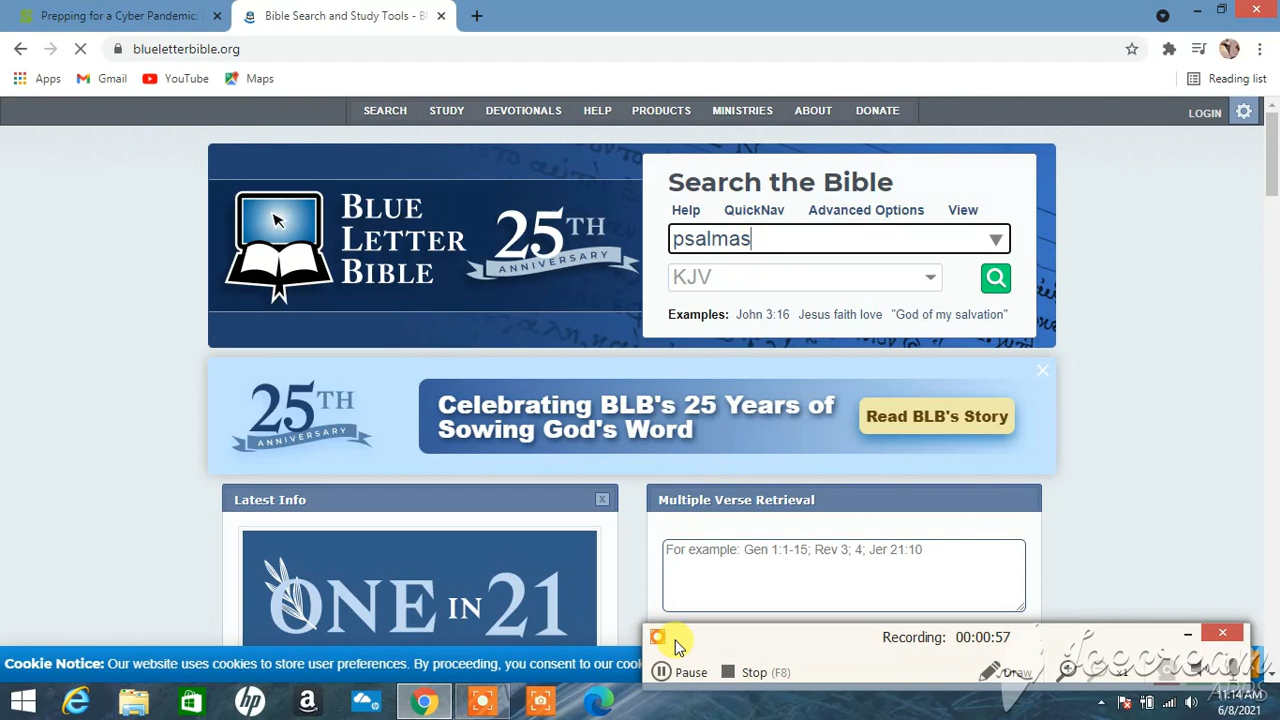 Prepping for a Cyber Pandemic:
Bible Search and Study Tools - Bl
blueletterbible.org
Apps Gmail YouTube Maps Reading list
SEARCH STUDY DEVOTIONALS HELP PRODUCTS MINISTRIES ABOUT DONATE LOGIN
BLUE
LETTER
BIBLE
25TH
ANNIVERSARY
Search the Bible
Help QuickNav Advanced Options View
psalmas
KJV
Examples: John 3:16 Jesus faith love "God of my salvation"
25TH
ANNIVERSARY
Celebrating BLB's 25 Years of
Sowing God's Word
Read BLB's Story
Latest Info
ONE IN 21
Multiple Verse Retrieval
For example: Gen 1:1-15; Rev 3; 4; Jer 21:10
Cookie Notice: Our website uses cookies to store user preferences. By proceeding, you consent to our cook
Recording: 00:00:57
Pause Stop (F8) Draw x1
Icecream
APPS
11:14 AM
6/8/2021